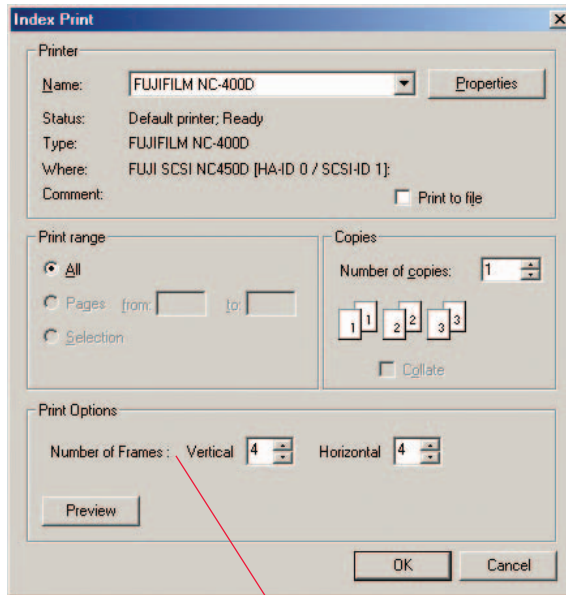 Index Print
Printer
Name: FUJIFILM NC-400D Properties
Status: Default printer; Ready
Type: FUJIFILM NC-400D
Where: FUJI SCSI NC450D [HA-ID 0 / SCSI-ID 1]:
Comment: Print to file
Print range
All
Pages from: to:
Selection
Copies
Number of copies: 1
1 1 2 2 3 3
Collate
Print Options
Number of Frames : Vertical 4 Horizontal 4
Preview
OK Cancel